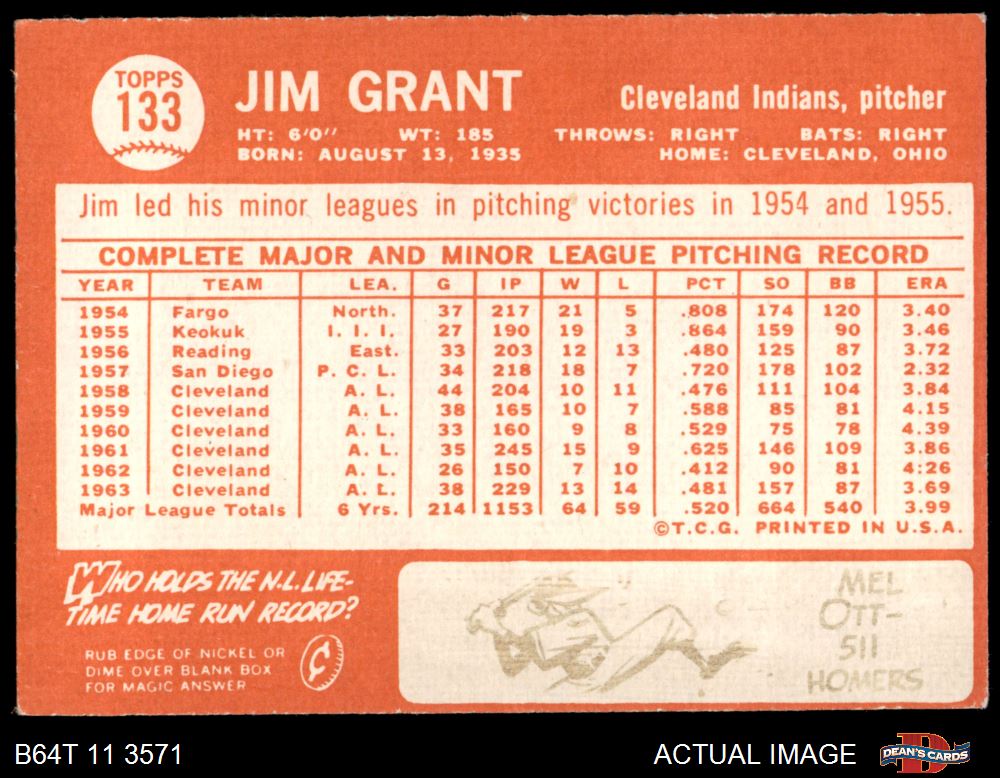 TOPPS
133
JIM GRANT
Cleveland Indians, pitcher
HT: 6'0" WT: 185 THROWS: RIGHT BATS: RIGHT
BORN: AUGUST 13, 1935 HOME: CLEVELAND, OHIO
Jim led his minor leagues in pitching victories in 1954 and 1955.
COMPLETE MAJOR AND MINOR LEAGUE PITCHING RECORD
YEAR TEAM LEA. G IP W L PCT SO BB ERA
1954 Fargo North. 37 217 21 5 .808 174 120 3.40
1955 Keokuk I. I. I. 27 190 19 3 .864 159 90 3.46
1956 Reading East. 33 203 12 13 .480 125 87 3.72
1957 San Diego P. C. L. 34 218 18 7 .720 178 102 2.32
1958 Cleveland A. L. 44 204 10 11 .476 111 104 3.84
1959 Cleveland A. L. 38 165 10 7 .588 85 81 4.15
1960 Cleveland A. L. 33 160 9 8 .529 75 78 4.39
1961 Cleveland A. L. 35 245 15 9 .625 146 109 3.86
1962 Cleveland A. L. 26 150 7 10 .412 90 81 4:26
1963 Cleveland A. L. 38 229 13 14 .481 157 87 3.69
Major League Totals 6 Yrs. 214 1153 64 59 .520 664 540 3.99
©T.C.G. PRINTED IN U.S.A.
WHO HOLDS THE N.L. LIFE-
TIME HOME RUN RECORD?
RUB EDGE OF NICKEL OR
DIME OVER BLANK BOX
FOR MAGIC ANSWER
¢
MEL
OTT-
511
HOMERS
B64T 11 3571
ACTUAL IMAGE
D
DEAN'S CARDS